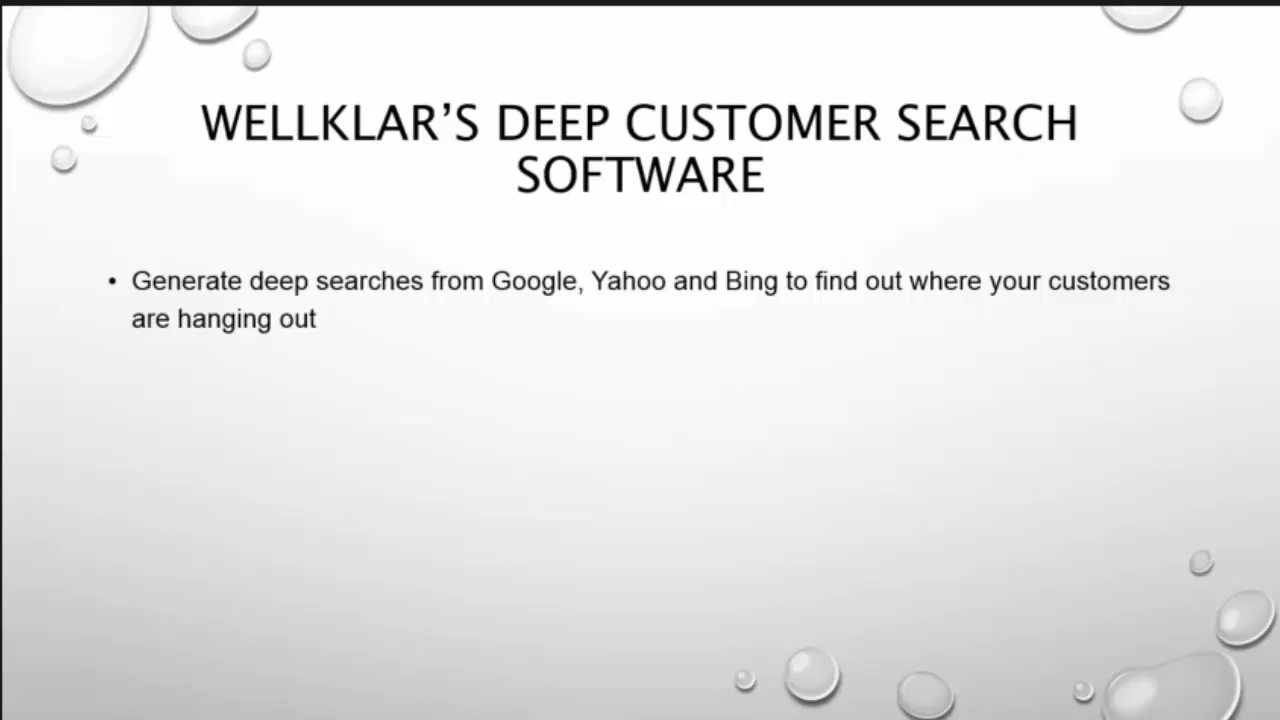 WELLKLAR’S DEEP CUSTOMER SEARCH
SOFTWARE
• Generate deep searches from Google, Yahoo and Bing to find out where your customers
are hanging out